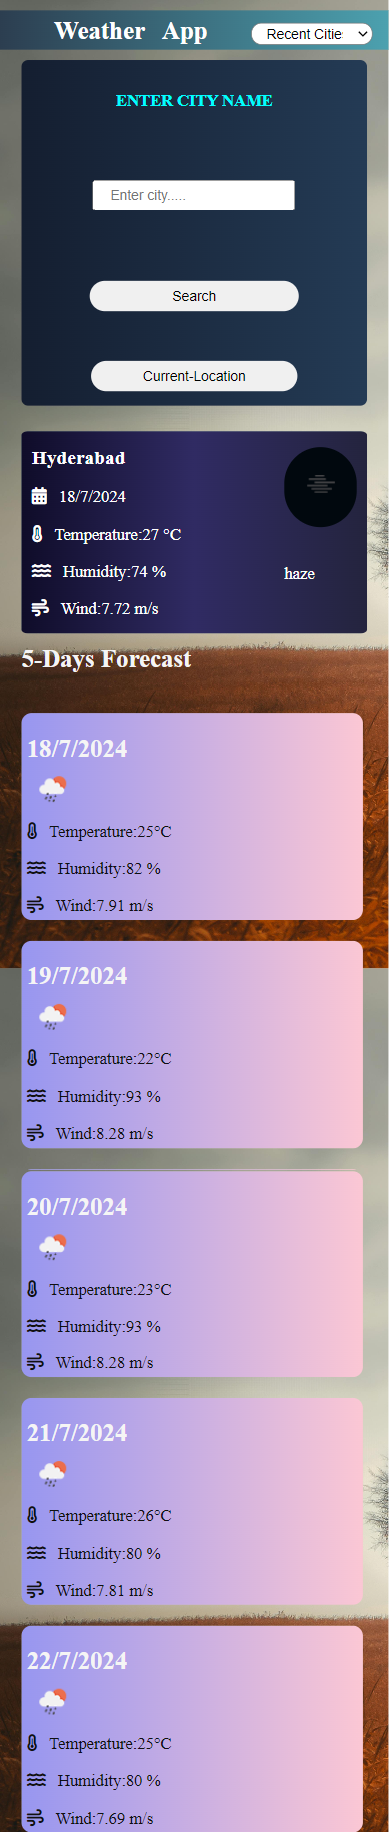 Weather App
Recent Cities
ENTER CITY NAME
Enter city.....
Search
Current-Location
Hyderabad
18/7/2024
Temperature:27 °C
Humidity:74 %
haze
Wind:7.72 m/s
5-Days Forecast
18/7/2024
Temperature:25°C
Humidity:82 %
Wind:7.91 m/s
19/7/2024
Temperature:22°C
Humidity:93 %
Wind:8.28 m/s
20/7/2024
Temperature:23°C
Humidity:93 %
Wind:8.28 m/s
21/7/2024
Temperature:26°C
Humidity:80 %
Wind:7.81 m/s
22/7/2024
Temperature:25°C
Humidity:80 %
Wind:7.69 m/s